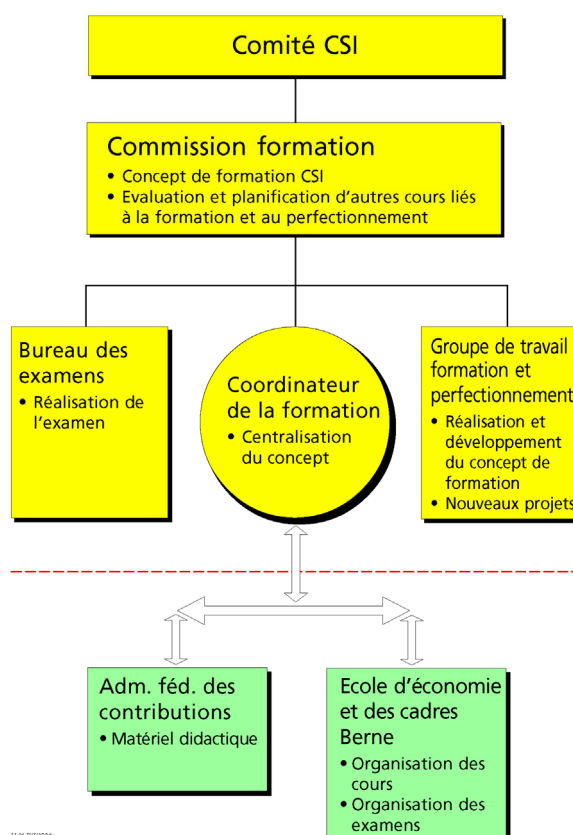 Comité CSI
Commission formation
• Concept de formation CSI
• Evaluation et planification d'autres cours liés
à la formation et au perfectionnement
Bureau des
examens
• Réalisation de
l'examen
Coordinateur
de la formation
• Centralisation
du concept
Groupe de travail
formation et
perfectionnement
• Réalisation et
développement
du concept de
formation
• Nouveaux projets
Adm. féd. des
contributions
• Matériel didactique
Ecole d'économie
et des cadres
Berne
• Organisation des
cours
• Organisation des
examens